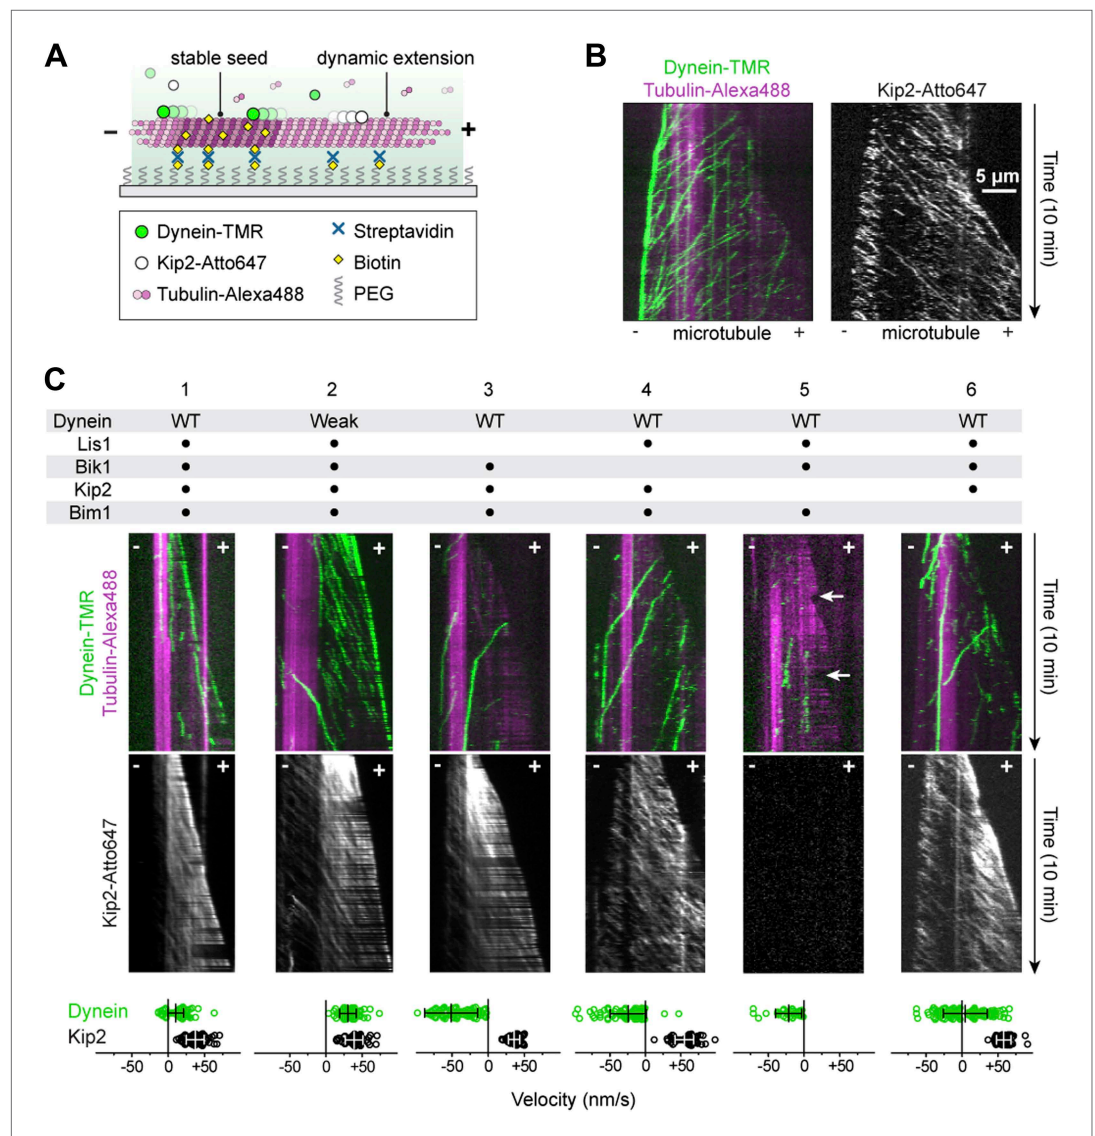 A
stable seed
dynamic extension
−
+
Dynein-TMR
Kip2-Atto647
Tubulin-Alexa488
Streptavidin
Biotin
PEG
B
Dynein-TMR
Tubulin-Alexa488
Kip2-Atto647
5 µm
Time (10 min)
- microtubule +
- microtubule +
C
1 2 3 4 5 6
Dynein WT Weak WT WT WT WT
Lis1 • • • • •
Bik1 • • • • •
Kip2 • • • • •
Bim1 • • • • •
- + - + - + - + - + - +
Dynein-TMR
Tubulin-Alexa488
Time (10 min)
- + - + - + - + - + - +
Kip2-Atto647
Time (10 min)
Dynein
Kip2
-50 0 +50 -50 0 +50 -50 0 +50 -50 0 +50 -50 0 +50 -50 0 +50
Velocity (nm/s)